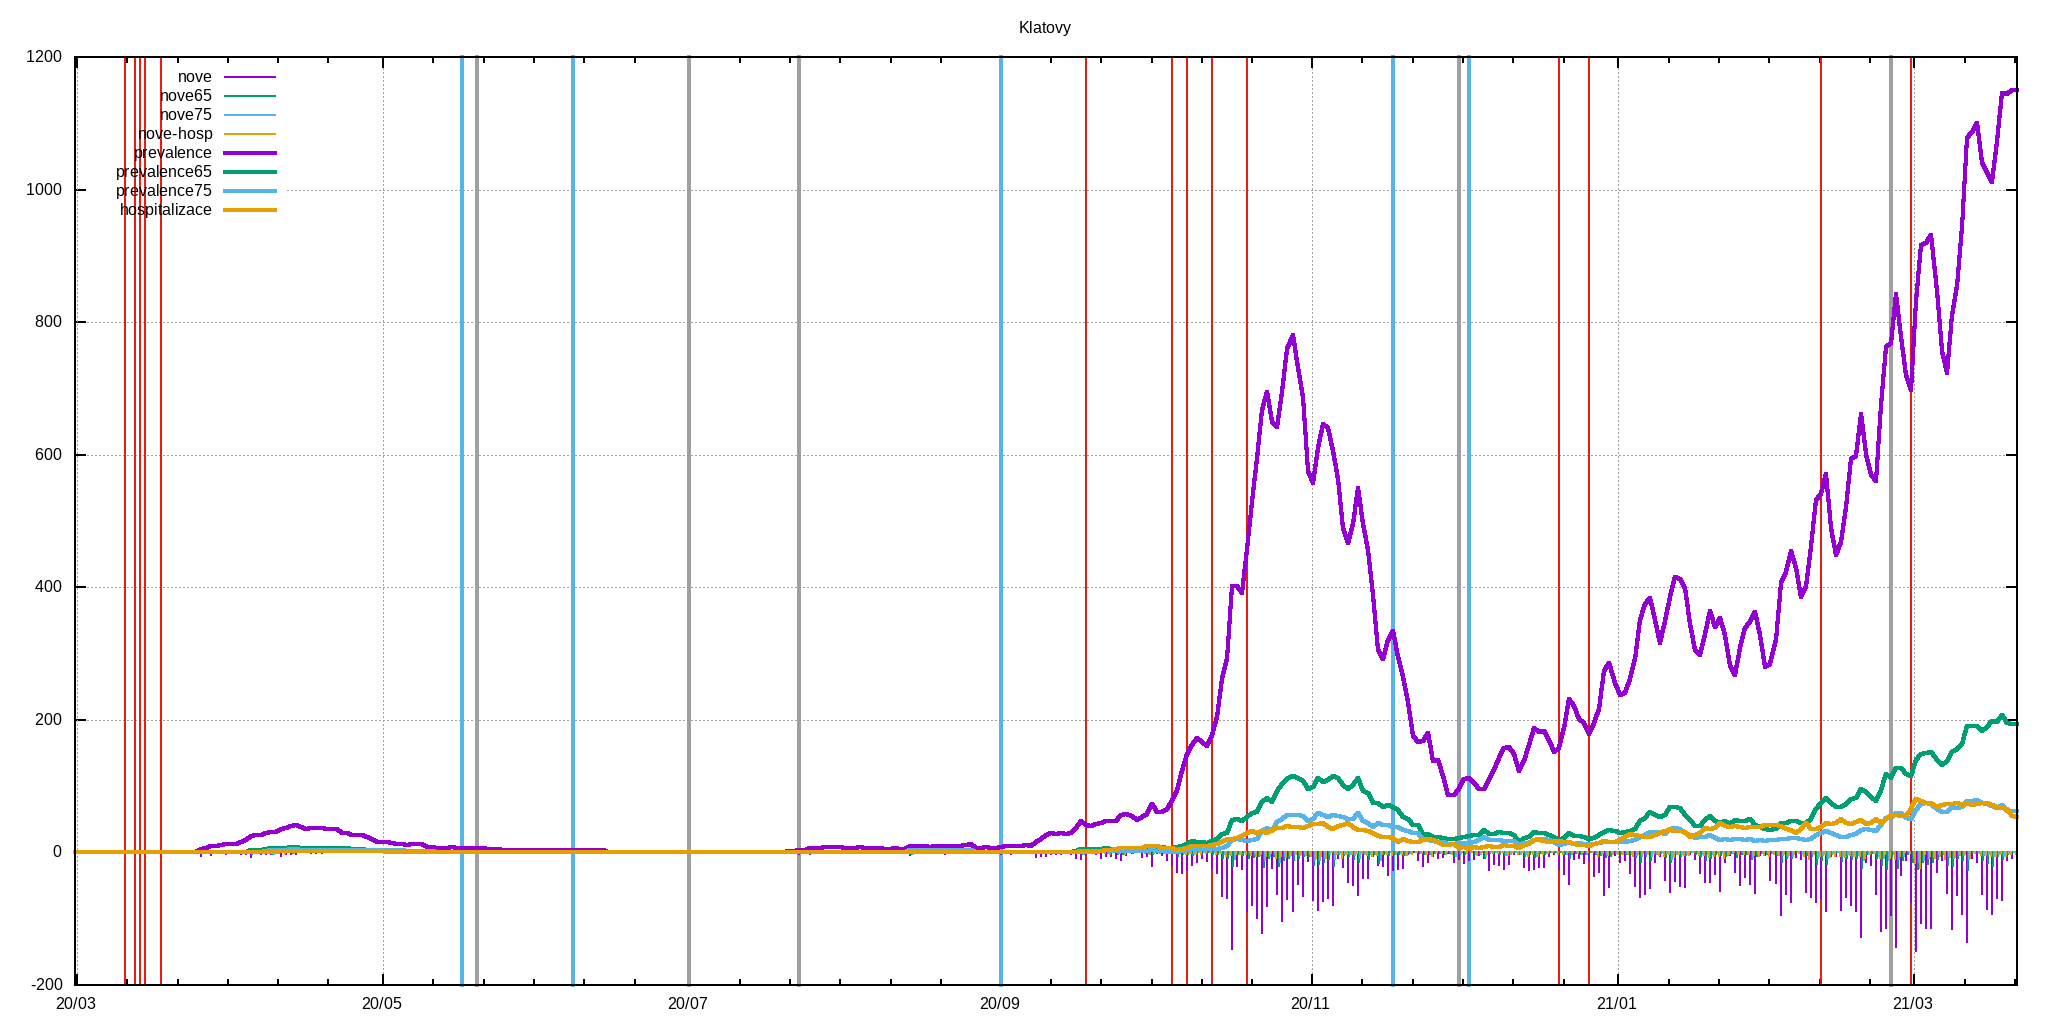 Klatovy
1200
1000
800
600
400
200
0
-200
nove
nove65
nove75
nove-hosp
prevalence
prevalence65
prevalence75
hospitalizace
20/03 20/05 20/07 20/09 20/11 21/01 21/03